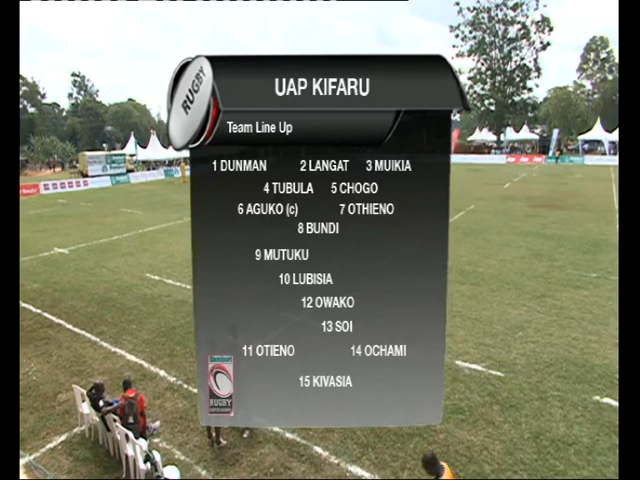 RUGBY
UAP KIFARU
Team Line Up
1 DUNMAN 2 LANGAT 3 MUIKIA
4 TUBULA 5 CHOGO
6 AGUKO (c) 7 OTHIENO
8 BUNDI
9 MUTUKU
10 LUBISIA
12 OWAKO
13 SOI
11 OTIENO 14 OCHAMI
15 KIVASIA
RUGBY